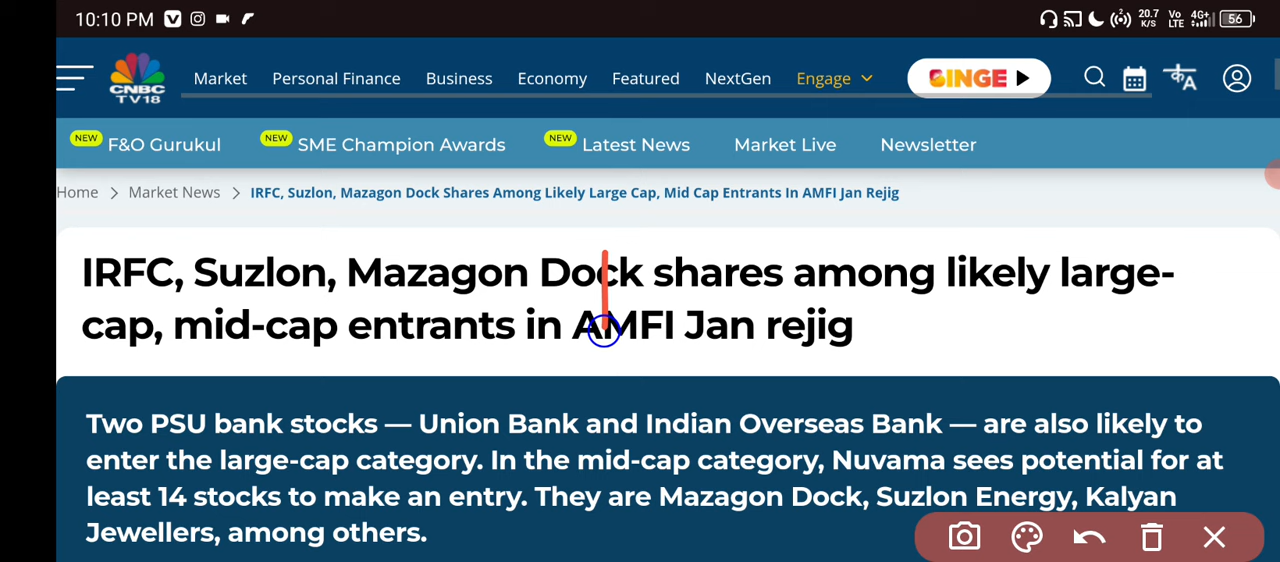 10:10 PM 20.7 K/S Vo LTE 4G+ 56
CNBC TV18 Market Personal Finance Business Economy Featured NextGen Engage BINGE क A
NEW F&O Gurukul NEW SME Champion Awards NEW Latest News Market Live Newsletter
Home > Market News > IRFC, Suzlon, Mazagon Dock Shares Among Likely Large Cap, Mid Cap Entrants In AMFI Jan Rejig
IRFC, Suzlon, Mazagon Dock shares among likely large-
cap, mid-cap entrants in AMFI Jan rejig
Two PSU bank stocks — Union Bank and Indian Overseas Bank — are also likely to
enter the large-cap category. In the mid-cap category, Nuvama sees potential for at
least 14 stocks to make an entry. They are Mazagon Dock, Suzlon Energy, Kalyan
Jewellers, among others.